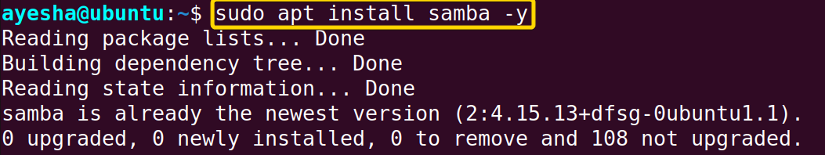 ayesha@ubuntu:~$ sudo apt install samba -y
Reading package lists... Done
Building dependency tree... Done
Reading state information... Done
samba is already the newest version (2:4.15.13+dfsg-0ubuntu1.1).
0 upgraded, 0 newly installed, 0 to remove and 108 not upgraded.